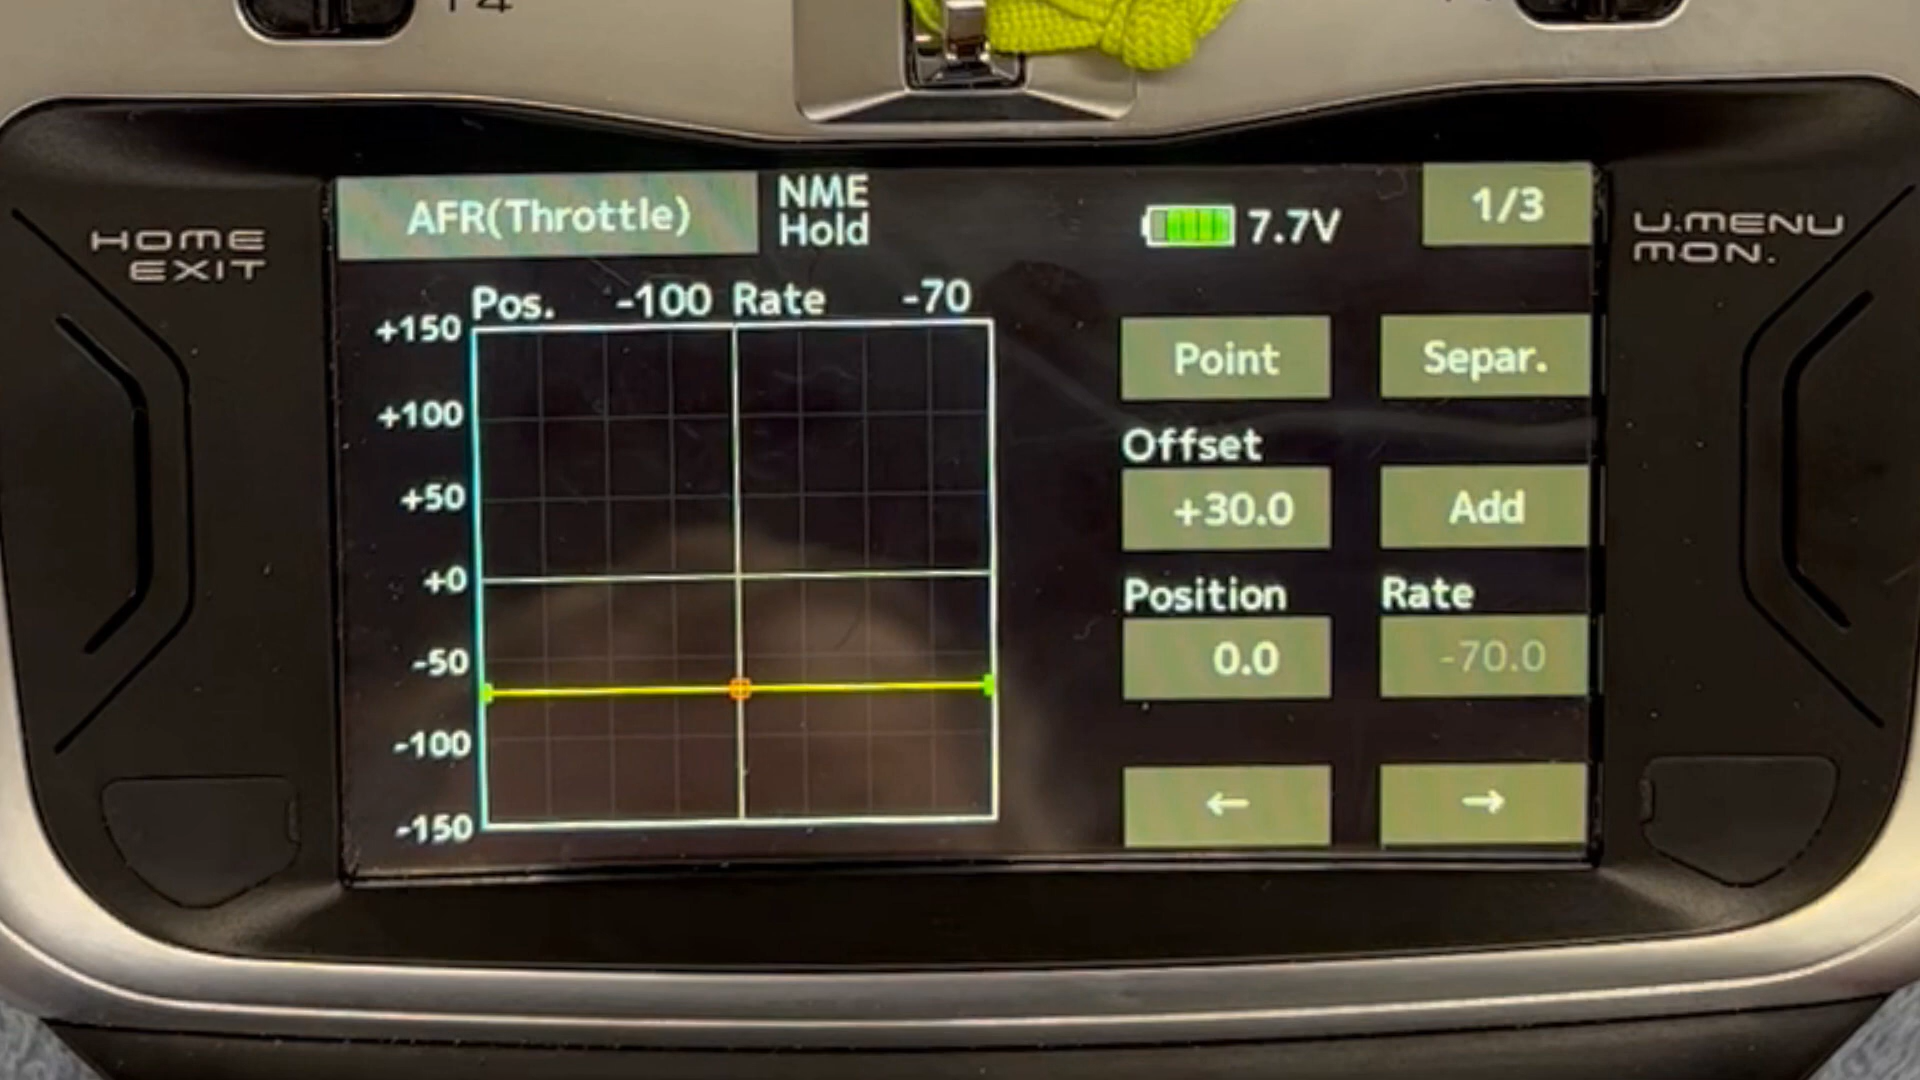 T4
HOME
EXIT
AFR(Throttle)
NME
Hold
7.7V
1/3
U.MENU
MON.
Pos. -100 Rate -70
+150
+100
+50
+0
-50
-100
-150
Point
Separ.
Offset
+30.0
Add
Position
Rate
0.0
-70.0
←
→